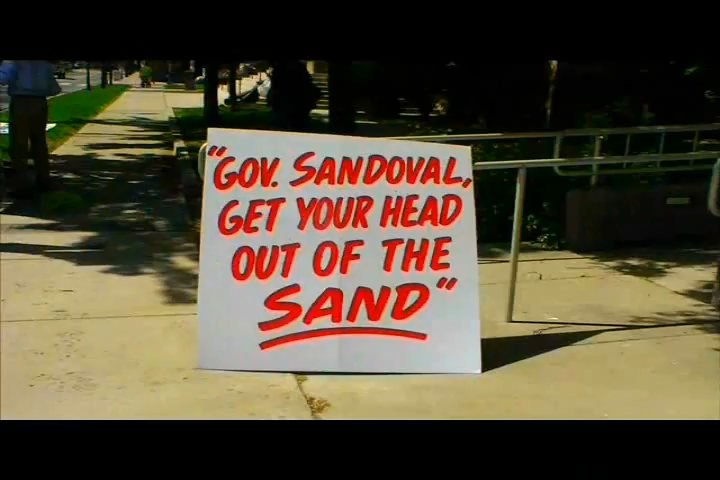 "GOV. SANDOVAL,
GET YOUR HEAD
OUT OF THE
SAND"